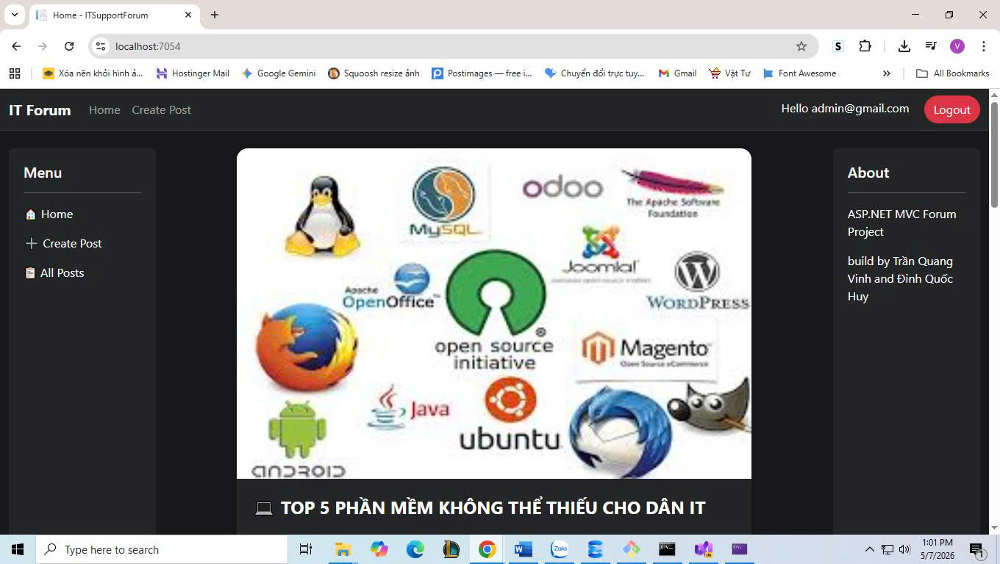 Home - ITSupportForum
localhost:7054
S
V
Xóa nền khỏi hình ả...
Hostinger Mail
Google Gemini
Squoosh resize ảnh
Postimages — free i...
Chuyển đổi trực tuy...
Gmail
Vật Tư
Font Awesome
All Bookmarks
IT Forum
Home
Create Post
Hello admin@gmail.com
Logout
Menu
Home
Create Post
All Posts
MySQL
odoo
The Apache Software
Foundation
Joomla!
Apache
OpenOffice™
WORDPRESS
open source
initiative
Magento
Open Source eCommerce
Java
ubuntu
ANDROID
💻 TOP 5 PHẦN MỀM KHÔNG THỂ THIẾU CHO DÂN IT
About
ASP.NET MVC Forum
Project
build by Trần Quang
Vinh and Đinh Quốc
Huy
Type here to search
Zalo
1:01 PM
5/7/2026
1